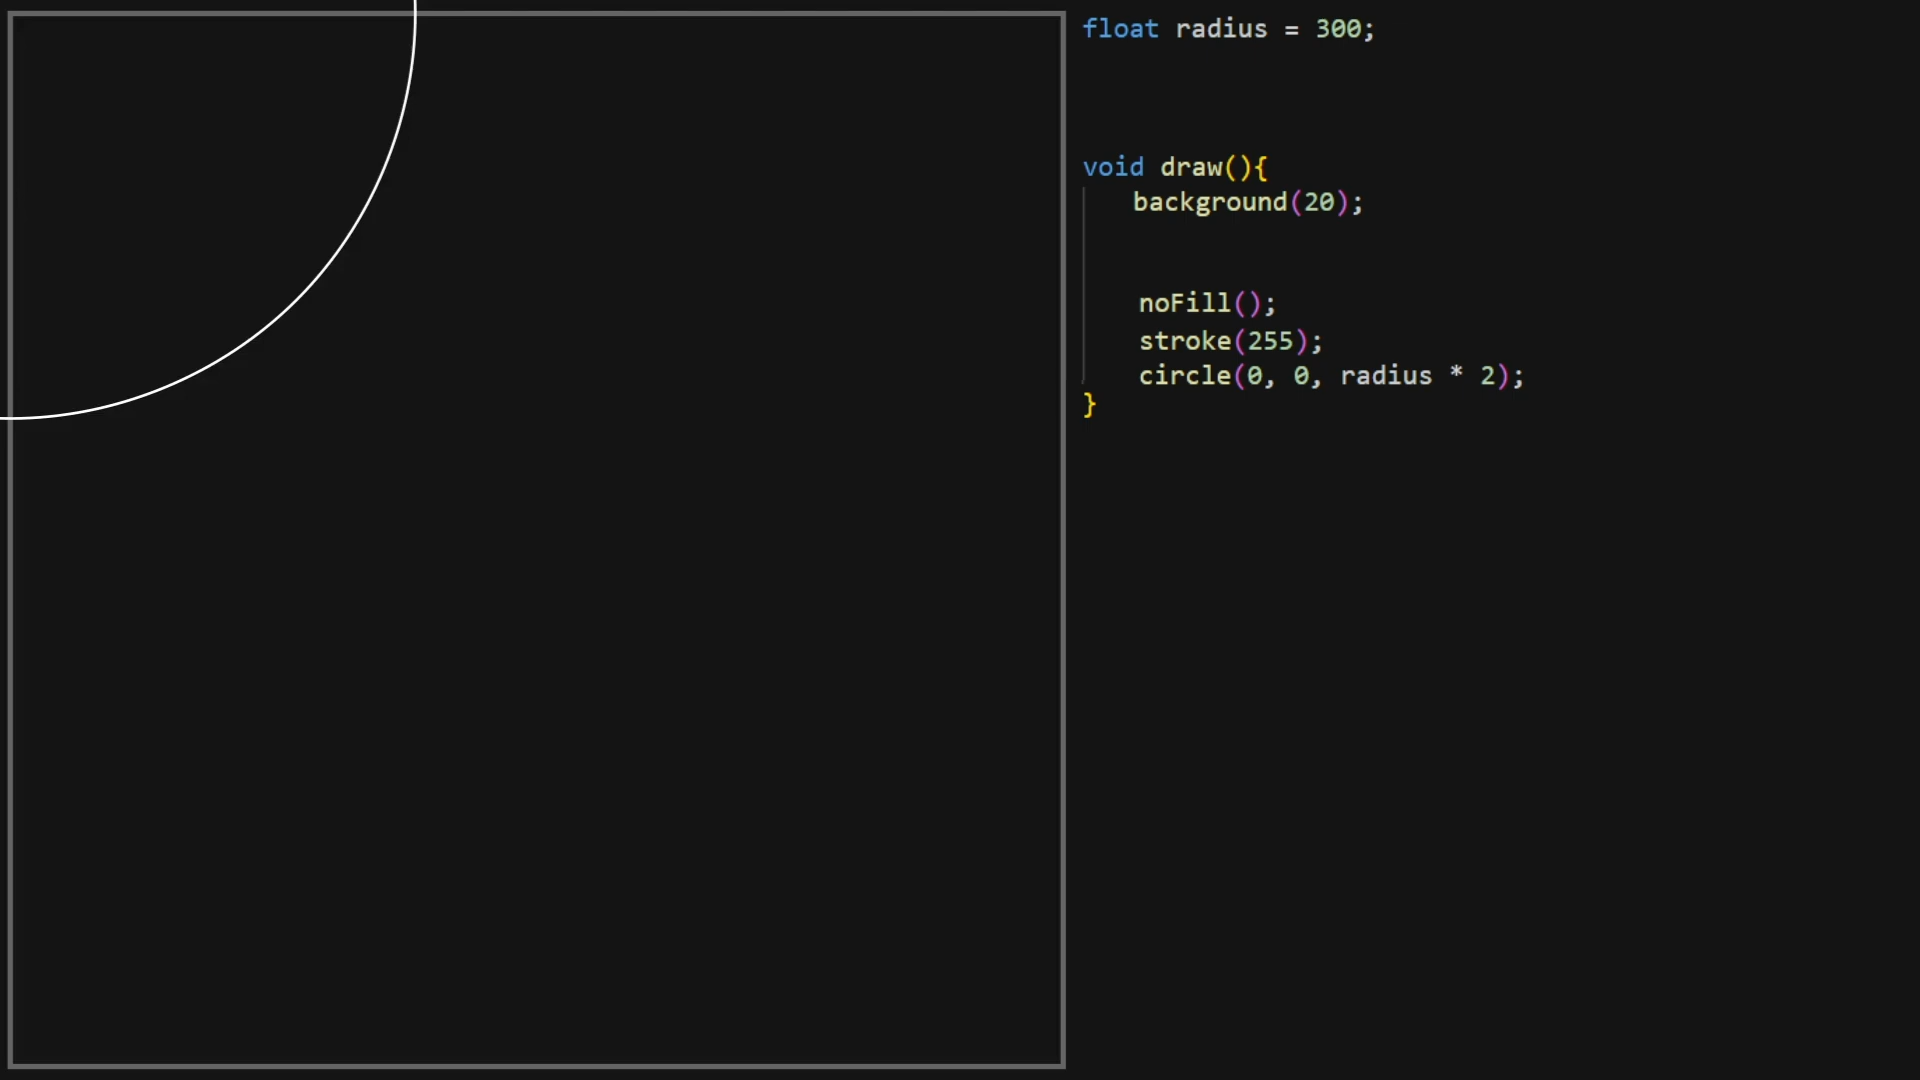 float radius = 300;
void draw(){
background(20);
noFill();
stroke(255);
circle(0, 0, radius * 2);
}